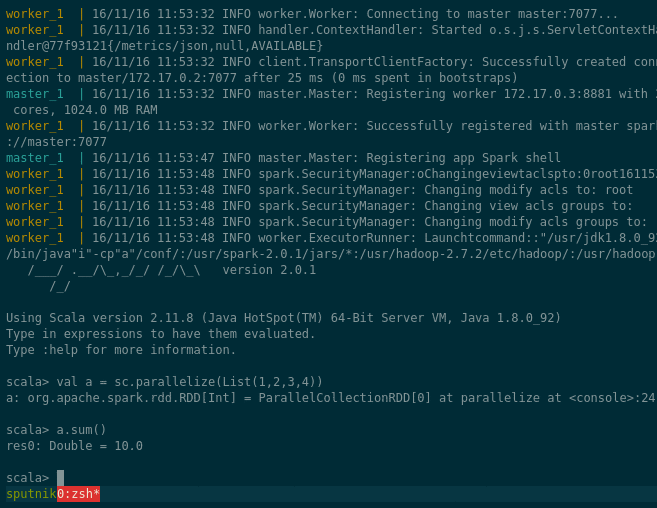 worker_1  | 16/11/16 11:53:32 INFO worker.Worker: Connecting to master master:7077...
worker_1  | 16/11/16 11:53:32 INFO handler.ContextHandler: Started o.s.j.s.ServletContextHa
ndler@77f93121{/metrics/json,null,AVAILABLE}
worker_1  | 16/11/16 11:53:32 INFO client.TransportClientFactory: Successfully created conn
ection to master/172.17.0.2:7077 after 25 ms (0 ms spent in bootstraps)
master_1  | 16/11/16 11:53:32 INFO master.Master: Registering worker 172.17.0.3:8881 with
 cores, 1024.0 MB RAM
worker_1  | 16/11/16 11:53:32 INFO worker.Worker: Successfully registered with master spark
://master:7077
master_1  | 16/11/16 11:53:47 INFO master.Master: Registering app Spark shell
worker_1  | 16/11/16 11:53:48 INFO spark.SecurityManager:oChangingeviewtaclspto:0root16115
worker_1  | 16/11/16 11:53:48 INFO spark.SecurityManager: Changing modify acls to: root
worker_1  | 16/11/16 11:53:48 INFO spark.SecurityManager: Changing view acls groups to:
worker_1  | 16/11/16 11:53:48 INFO spark.SecurityManager: Changing modify acls groups to:
worker_1  | 16/11/16 11:53:48 INFO worker.ExecutorRunner: Launchtcommand::"/usr/jdk1.8.0_92
/bin/java"i"-cp"a"/conf/:/usr/spark-2.0.1/jars/*:/usr/hadoop-2.7.2/etc/hadoop/:/usr/hadoop
   /___/ .__/\_,_/_/ /_/\_\   version 2.0.1
      /_/
Using Scala version 2.11.8 (Java HotSpot(TM) 64-Bit Server VM, Java 1.8.0_92)
Type in expressions to have them evaluated.
Type :help for more information.
scala> val a = sc.parallelize(List(1,2,3,4))
a: org.apache.spark.rdd.RDD[Int] = ParallelCollectionRDD[0] at parallelize at <console>:24
scala> a.sum()
res0: Double = 10.0
scala>
sputnik0:zsh*